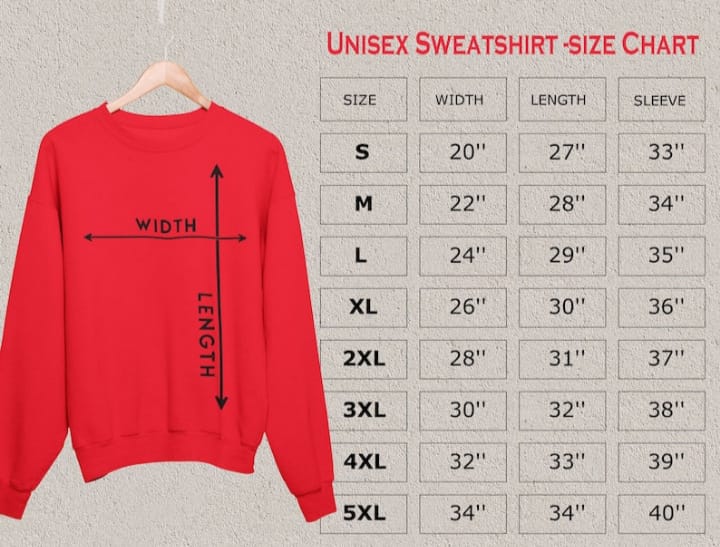 UNISEX SWEATSHIRT -SIZE CHART
SIZE WIDTH LENGTH SLEEVE
S 20'' 27'' 33''
M 22'' 28'' 34''
L 24'' 29'' 35''
XL 26'' 30'' 36''
2XL 28'' 31'' 37''
3XL 30'' 32'' 38''
4XL 32'' 33'' 39''
5XL 34'' 34'' 40''
WIDTH
LENGTH